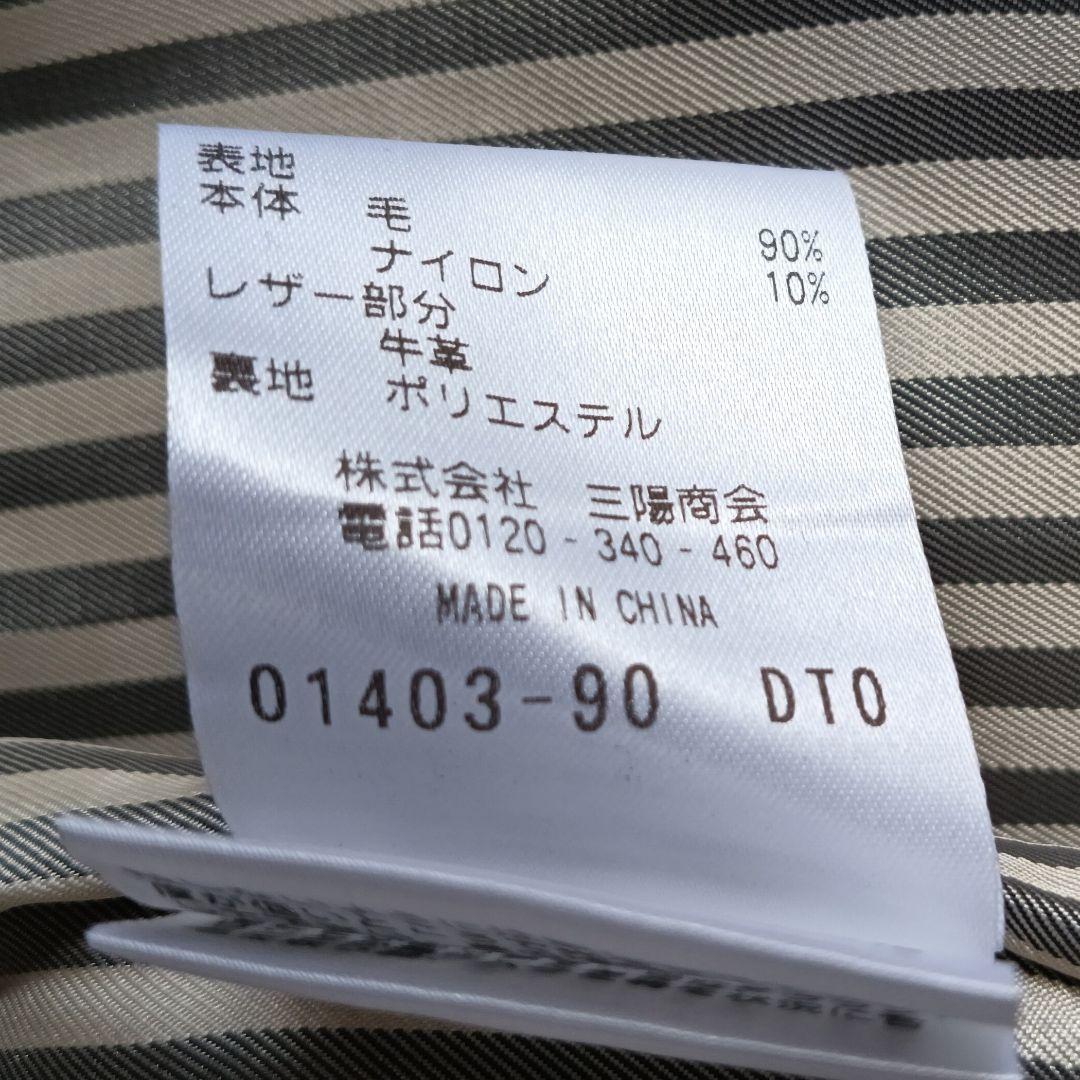 表地
本体 毛 90%
ナイロン 10%
レザー部分
牛革
裏地 ポリエステル
株式会社 三陽商会
電話0120-340-460
MADE IN CHINA
01403-90 DT0